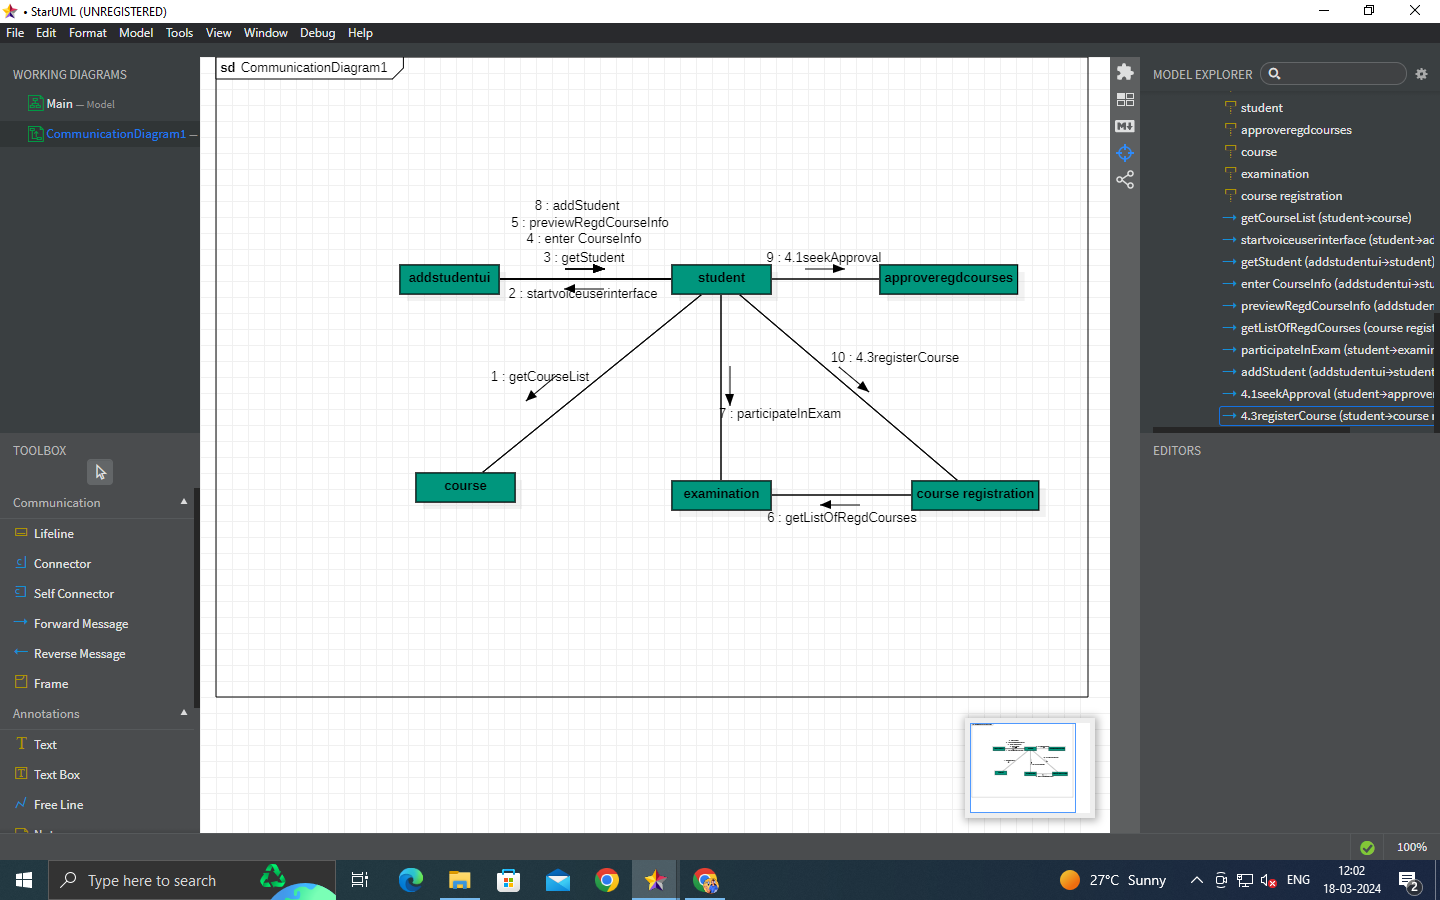 • StarUML (UNREGISTERED)
File Edit Format Model Tools View Window Debug Help
WORKING DIAGRAMS
Main — Model
CommunicationDiagram1 —
TOOLBOX
Communication
Lifeline
Connector
Self Connector
Forward Message
Reverse Message
Frame
Annotations
Text
Text Box
Free Line
sd CommunicationDiagram1
8 : addStudent
5 : previewRegdCourseInfo
4 : enter CourseInfo
3 : getStudent
9 : 4.1seekApproval
addstudentui
student
approveregdcourses
2 : startvoiceuserinterface
10 : 4.3registerCourse
1 : getCourseList
7 : participateInExam
course
examination
course registration
6 : getListOfRegdCourses
MODEL EXPLORER
student
approveregdcourses
course
examination
course registration
getCourseList (student→course)
startvoiceuserinterface (student→ac
getStudent (addstudentui→student)
enter CourseInfo (addstudentui→stu
previewRegdCourseInfo (addstuden
getListOfRegdCourses (course regist
participateInExam (student→examin
addStudent (addstudentui→student
4.1seekApproval (student→approve
4.3registerCourse (student→course r
EDITORS
100%
Type here to search
27°C Sunny
ENG
12:02
18-03-2024
2